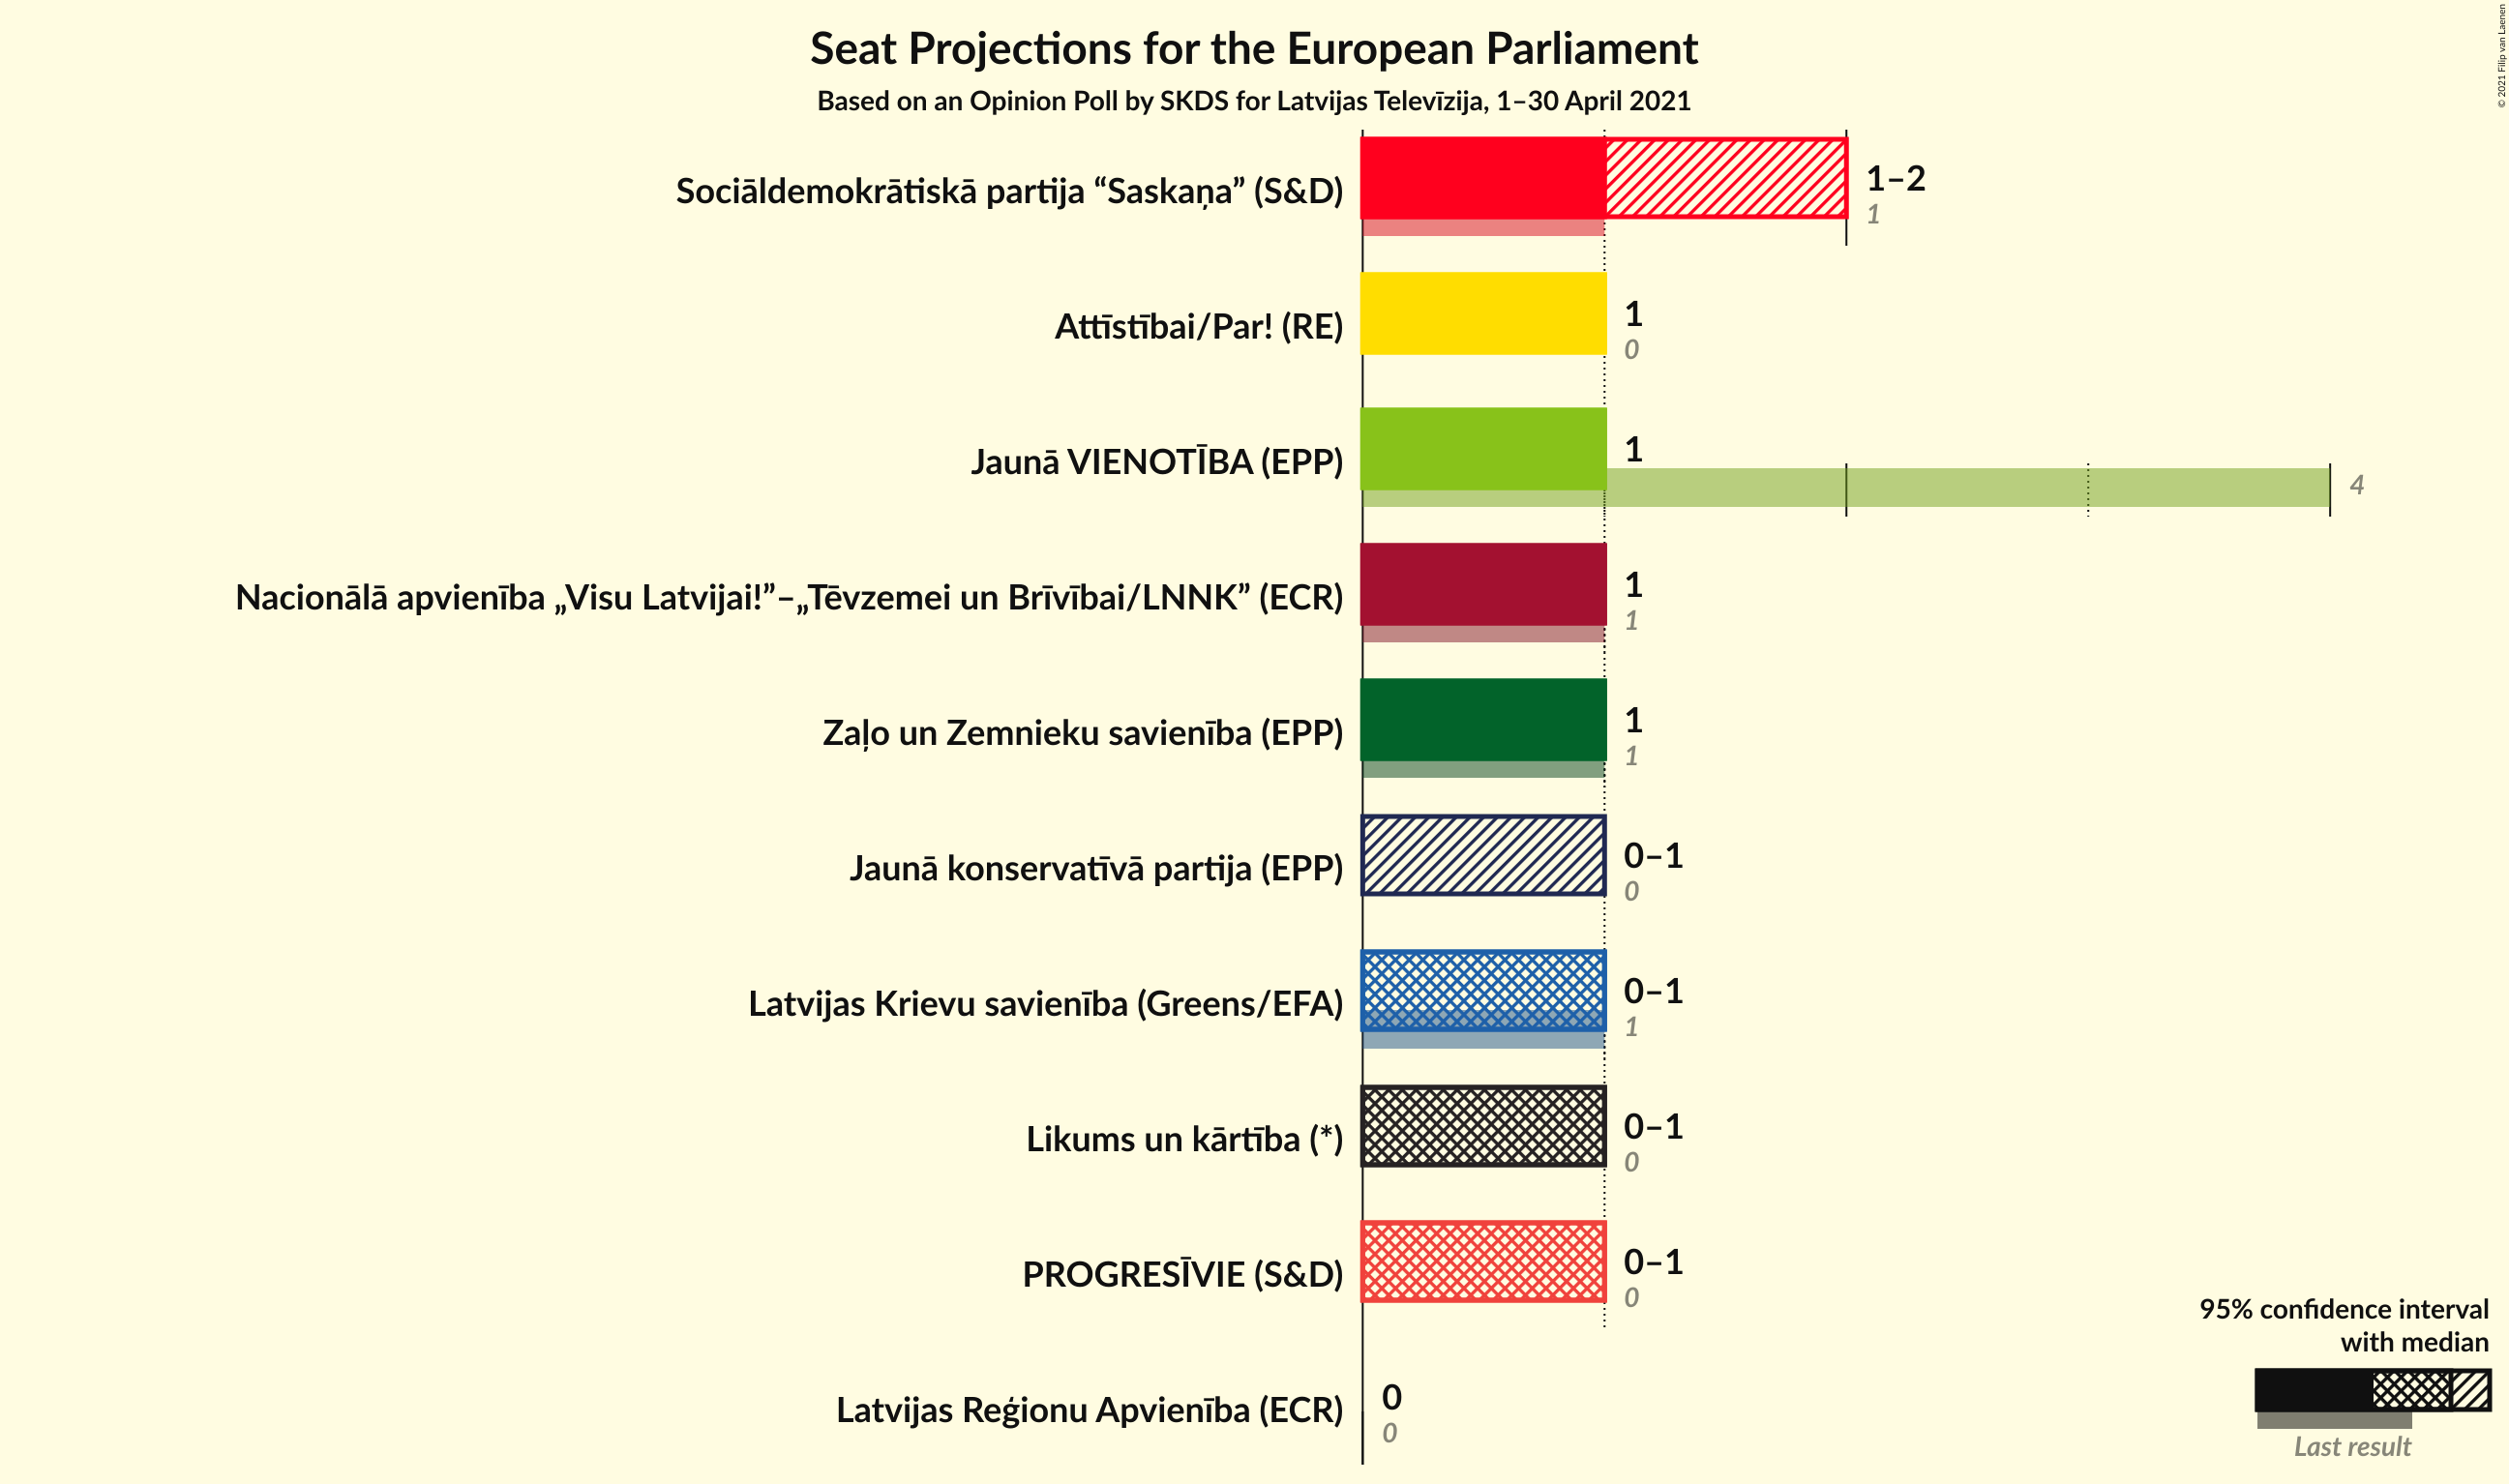 © 2021 Filip van Laenen
Seat Projections for the European Parliament
Based on an Opinion Poll by SKDS for Latvijas Televīzija, 1–30 April 2021
Sociāldemokrātiskā partija “Saskaņa” (S&D)
1–2
1
Attīstībai/Par! (RE)
1
0
Jaunā VIENOTĪBA (EPP)
1
4
Nacionālā apvienība „Visu Latvijai!”–„Tēvzemei un Brīvībai/LNNK” (ECR)
1
1
Zaļo un Zemnieku savienība (EPP)
1
1
Jaunā konservatīvā partija (EPP)
0–1
0
Latvijas Krievu savienība (Greens/EFA)
0–1
1
Likums un kārtība (*)
0–1
0
PROGRESĪVIE (S&D)
0–1
0
Latvijas Reģionu Apvienība (ECR)
0
0
95% confidence interval
with median
Last result